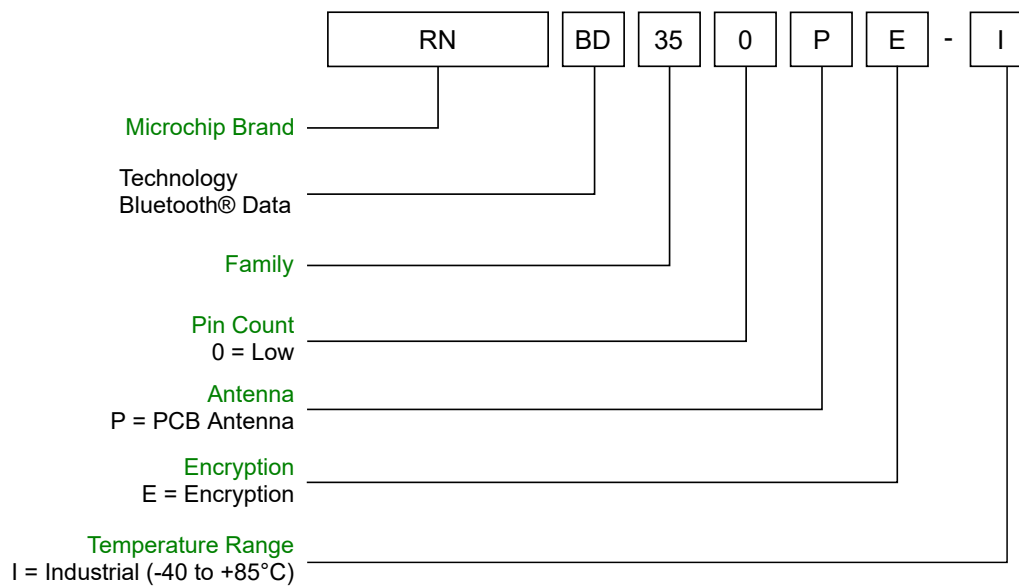 RN BD 35 0 P E - I
Microchip Brand
Technology
Bluetooth® Data
Family
Pin Count
0 = Low
Antenna
P = PCB Antenna
Encryption
E = Encryption
Temperature Range
I = Industrial (-40 to +85°C)